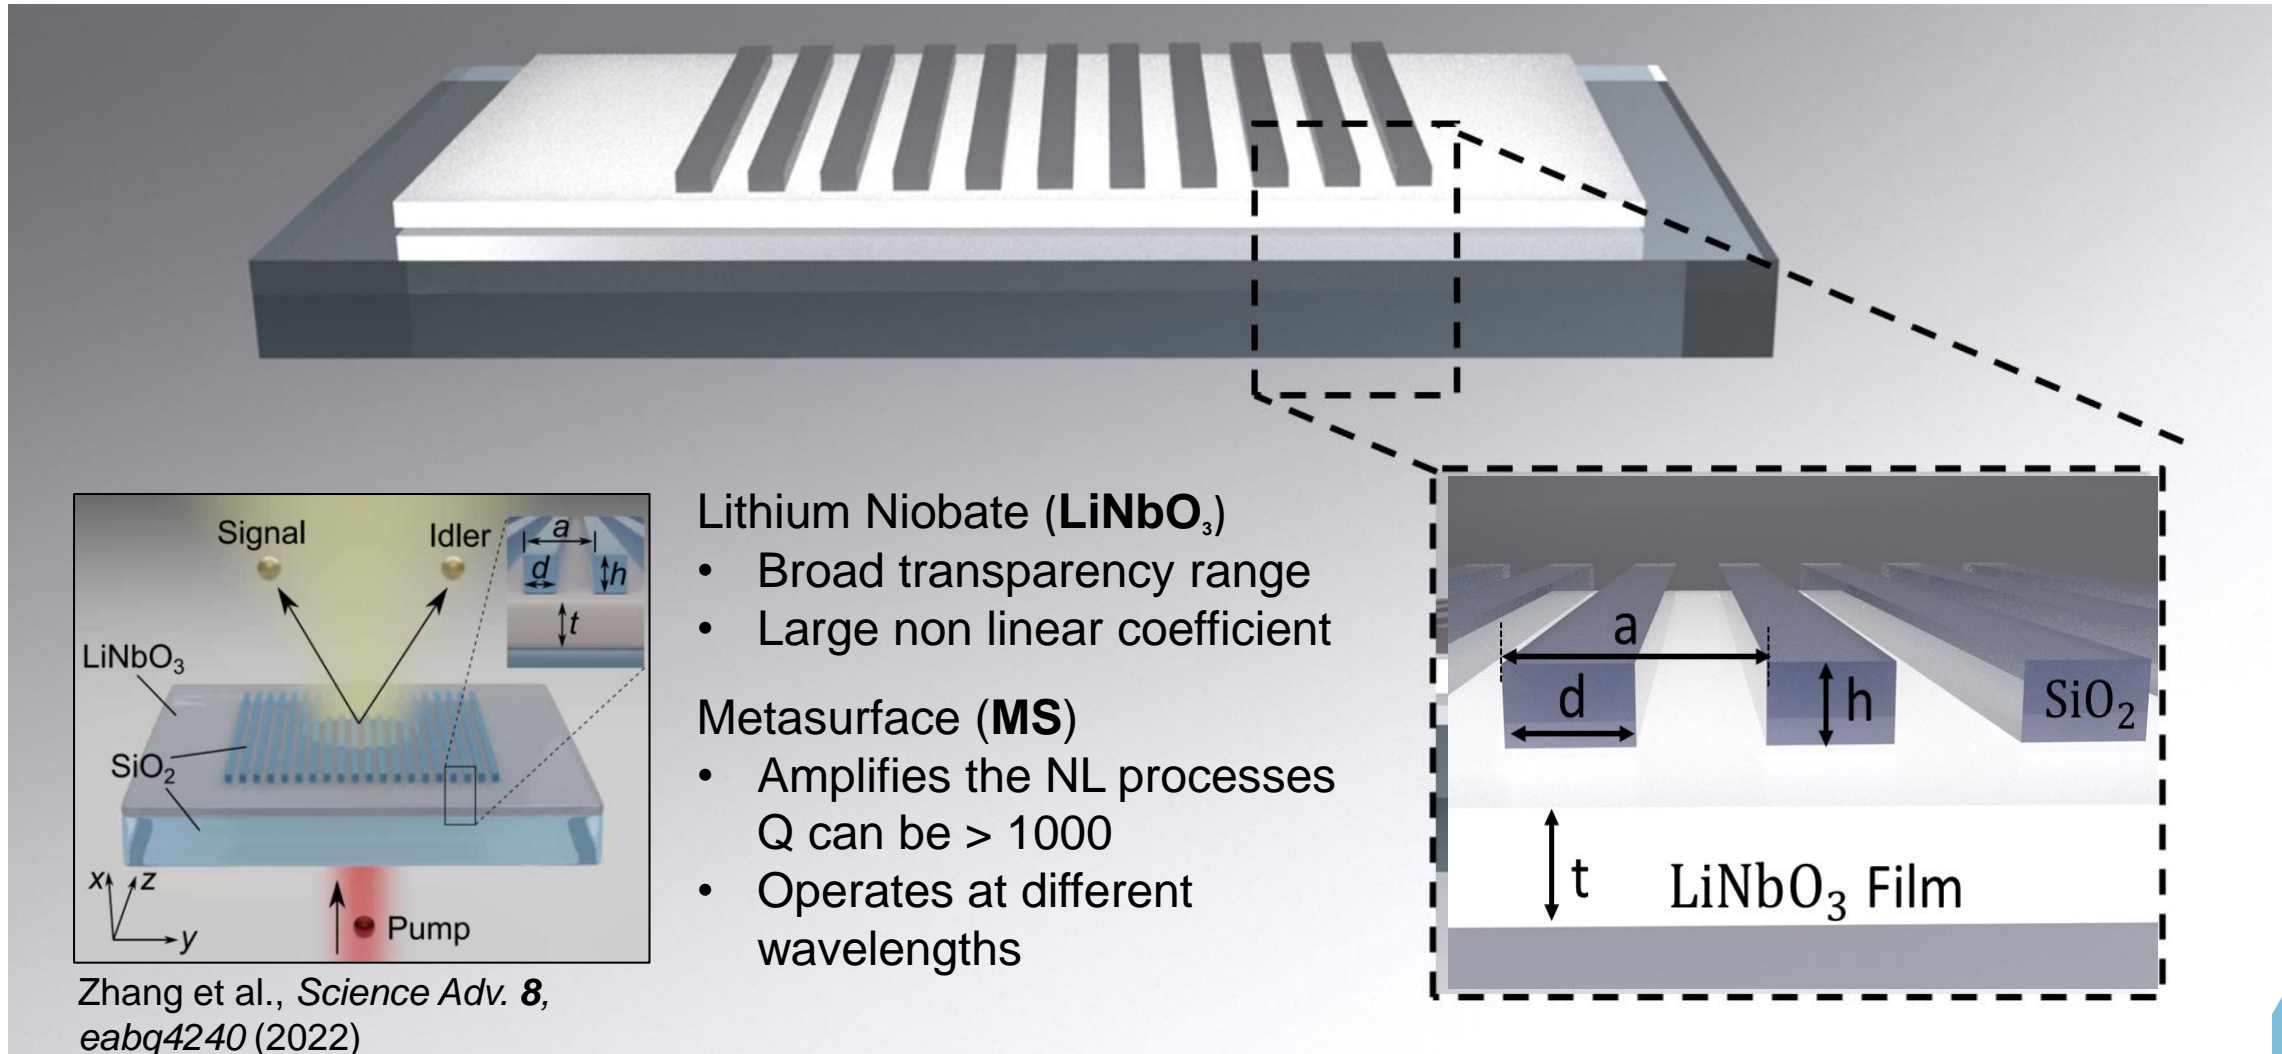 Signal
Idler
a
d
h
t
LiNbO₃
SiO₂
x
z
y
Pump
Zhang et al., Science Adv. 8,
eabq4240 (2022)
Lithium Niobate (LiNbO₃)
• Broad transparency range
• Large non linear coefficient
Metasurface (MS)
• Amplifies the NL processes
Q can be > 1000
• Operates at different
wavelengths
a
d
h
SiO₂
t
LiNbO₃ Film